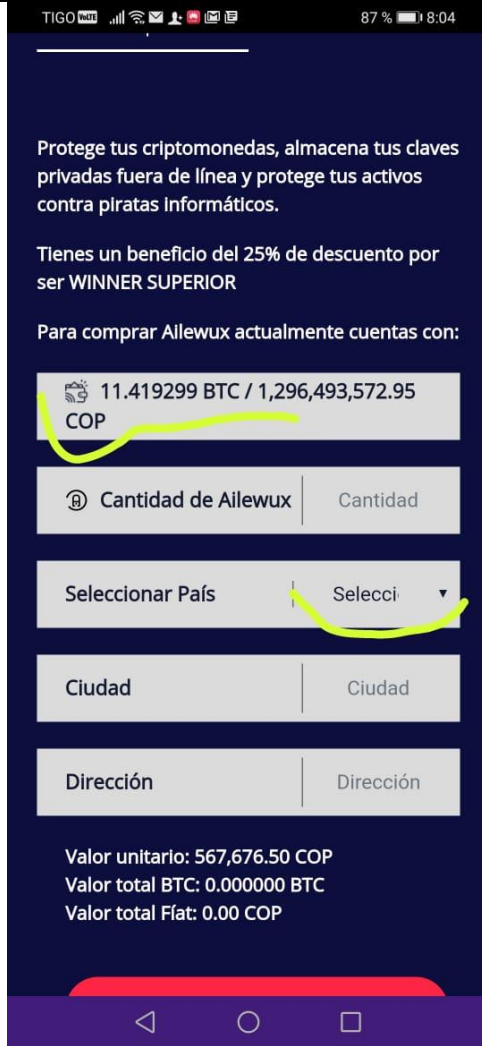 TIGO VoLTE 87 % 8:04
Protege tus criptomonedas, almacena tus claves
privadas fuera de línea y protege tus activos
contra piratas informáticos.
Tienes un beneficio del 25% de descuento por
ser WINNER SUPERIOR
Para comprar Ailewux actualmente cuentas con:
11.419299 BTC / 1,296,493,572.95
COP
Cantidad de Ailewux Cantidad
Seleccionar País Selecci
Ciudad Ciudad
Dirección Dirección
Valor unitario: 567,676.50 COP
Valor total BTC: 0.000000 BTC
Valor total Fíat: 0.00 COP